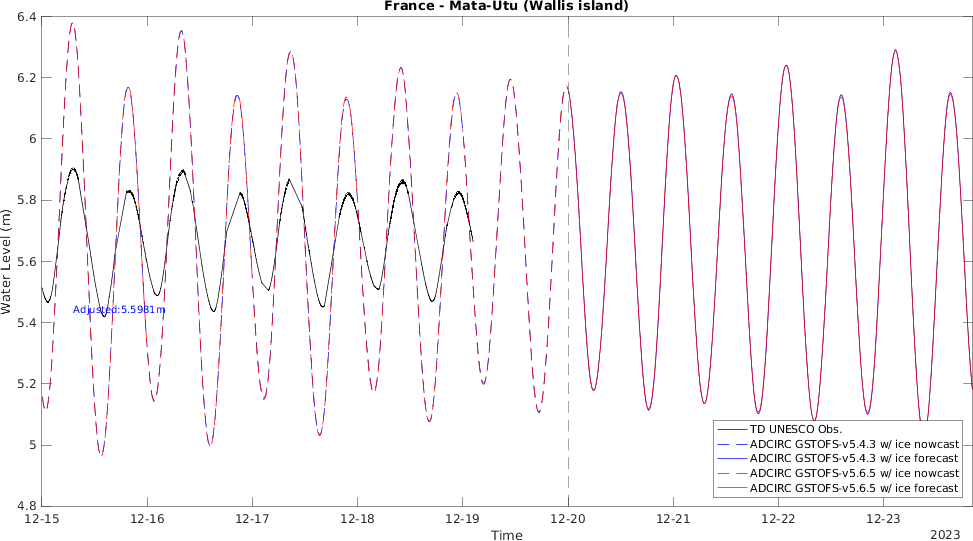 France - Mata-Utu (Wallis island)
6.4
6.2
6
5.8
5.6
5.4
5.2
5
4.8
Water Level (m)
Adjusted:5.5981m
TD UNESCO Obs.
ADCIRC GSTOFS-v5.4.3 w/ ice nowcast
ADCIRC GSTOFS-v5.4.3 w/ ice forecast
ADCIRC GSTOFS-v5.6.5 w/ ice nowcast
ADCIRC GSTOFS-v5.6.5 w/ ice forecast
12-15 12-16 12-17 12-18 12-19 12-20 12-21 12-22 12-23
Time
2023